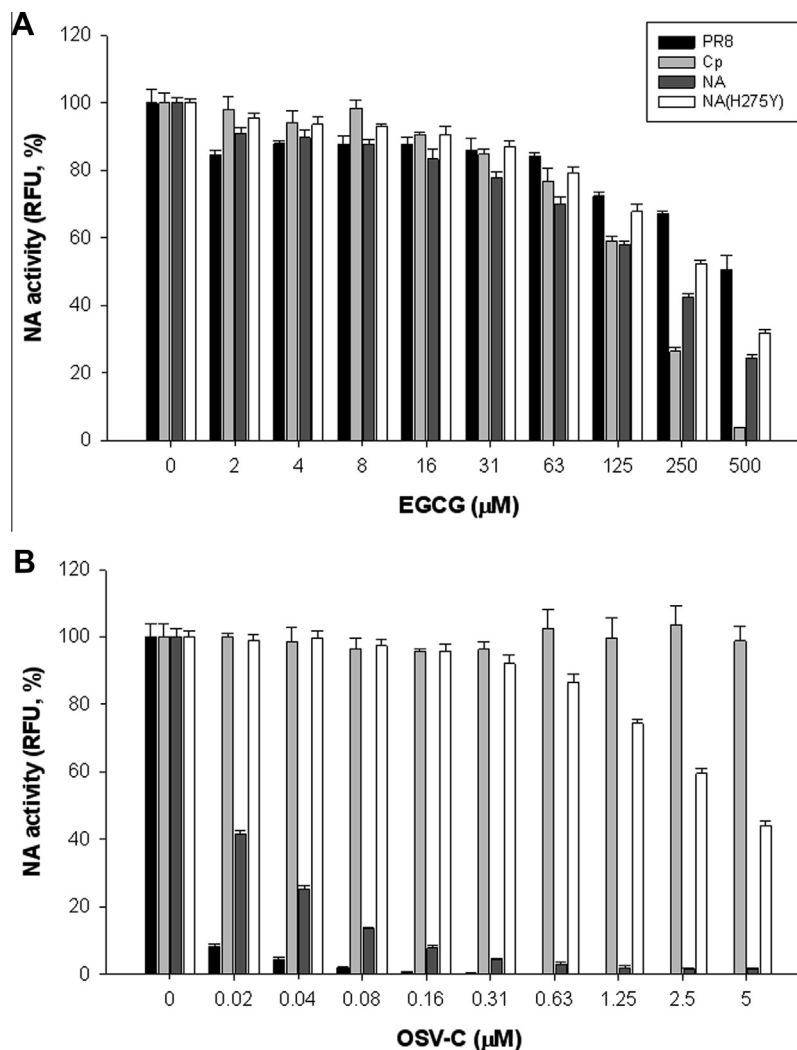 A
120
100
80
60
40
20
0
NA activity (RFU, %)
PR8
Cp
NA
NA(H275Y)
0 2 4 8 16 31 63 125 250 500
EGCG (µM)
B
120
100
80
60
40
20
0
NA activity (RFU, %)
0 0.02 0.04 0.08 0.16 0.31 0.63 1.25 2.5 5
OSV-C (µM)